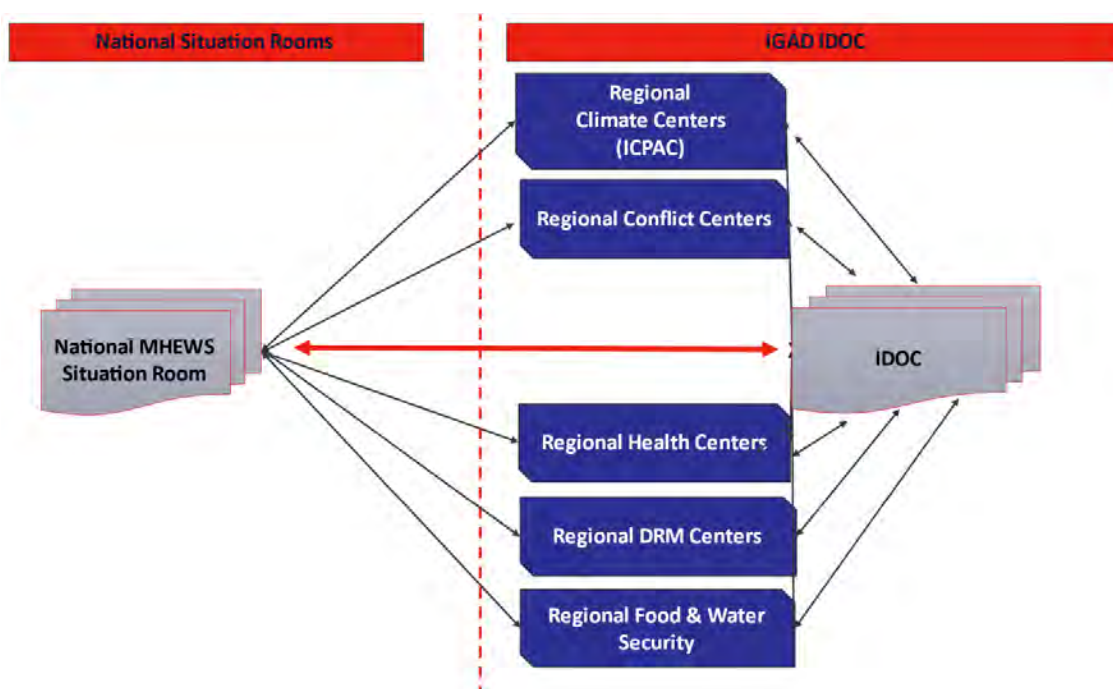 National Situation Rooms
IGAD IDOC
Regional
Climate Centers
(ICPAC)
Regional Conflict Centers
National MHEWS
Situation Room
IDOC
Regional Health Centers
Regional DRM Centers
Regional Food & Water
Security